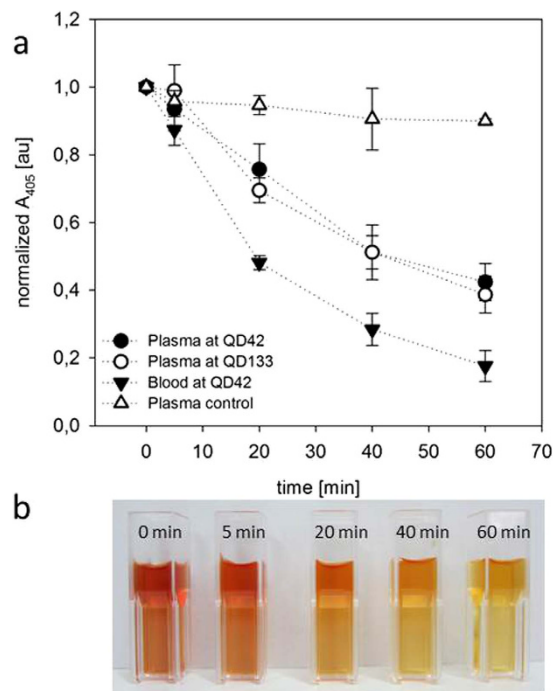 a
1,2
1,0
0,8
0,6
0,4
0,2
0,0
normalized A405 [au]
Plasma at QD42
Plasma at QD133
Blood at QD42
Plasma control
0 10 20 30 40 50 60 70
time [min]
b
0 min 5 min 20 min 40 min 60 min